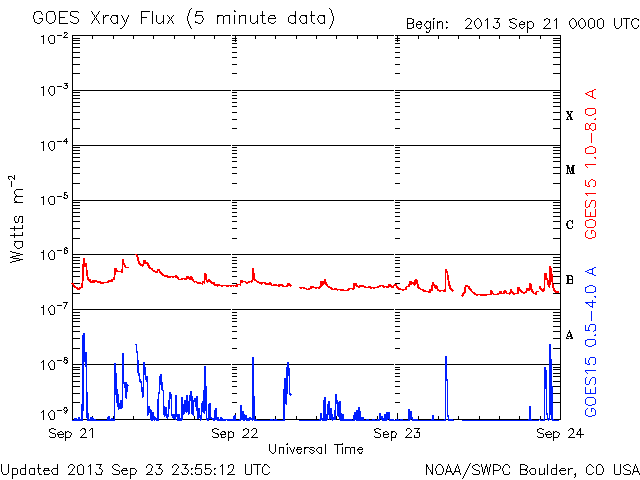 GOES Xray Flux (5 minute data)
Begin: 2013 Sep 21 0000 UTC
10⁻²
10⁻³
10⁻⁴
10⁻⁵
10⁻⁶
10⁻⁷
10⁻⁸
10⁻⁹
Watts m⁻²
X
M
C
B
A
GOES15 1.0–8.0 A
GOES15 0.5–4.0 A
Sep 21
Sep 22
Sep 23
Sep 24
Universal Time
Updated 2013 Sep 23 23:55:12 UTC
NOAA/SWPC Boulder, CO USA